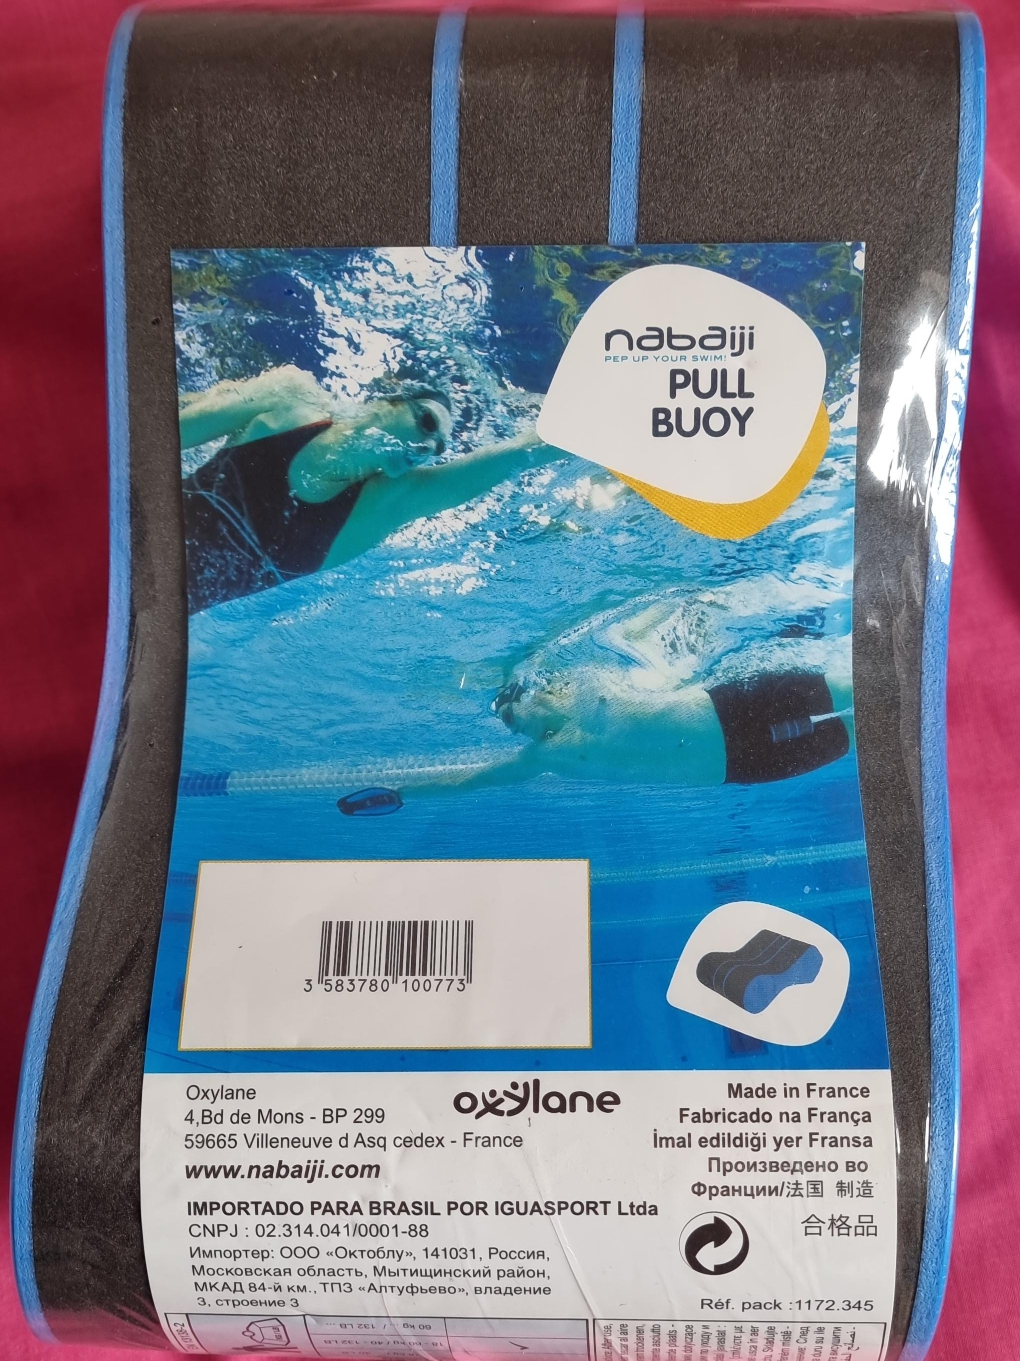 nabaiji
PEP UP YOUR SWIM!
PULL
BUOY
3 583780 100773
Oxylane
4,Bd de Mons - BP 299
59665 Villeneuve d Asq cedex - France
www.nabaiji.com
oxylane
Made in France
Fabricado na França
İmal edildiği yer Fransa
Произведено во
Франции/法国 制造
合格品
IMPORTADO PARA BRASIL POR IGUASPORT Ltda
CNPJ : 02.314.041/0001-88
Импортер: ООО «Октоблу», 141031, Россия,
Московская область, Мытищинский район,
МКАД 84-й км., ТПЗ «Алтуфьево», владение
3, строение 3
Réf. pack :1172.345
60 kg... / 132 LB ...